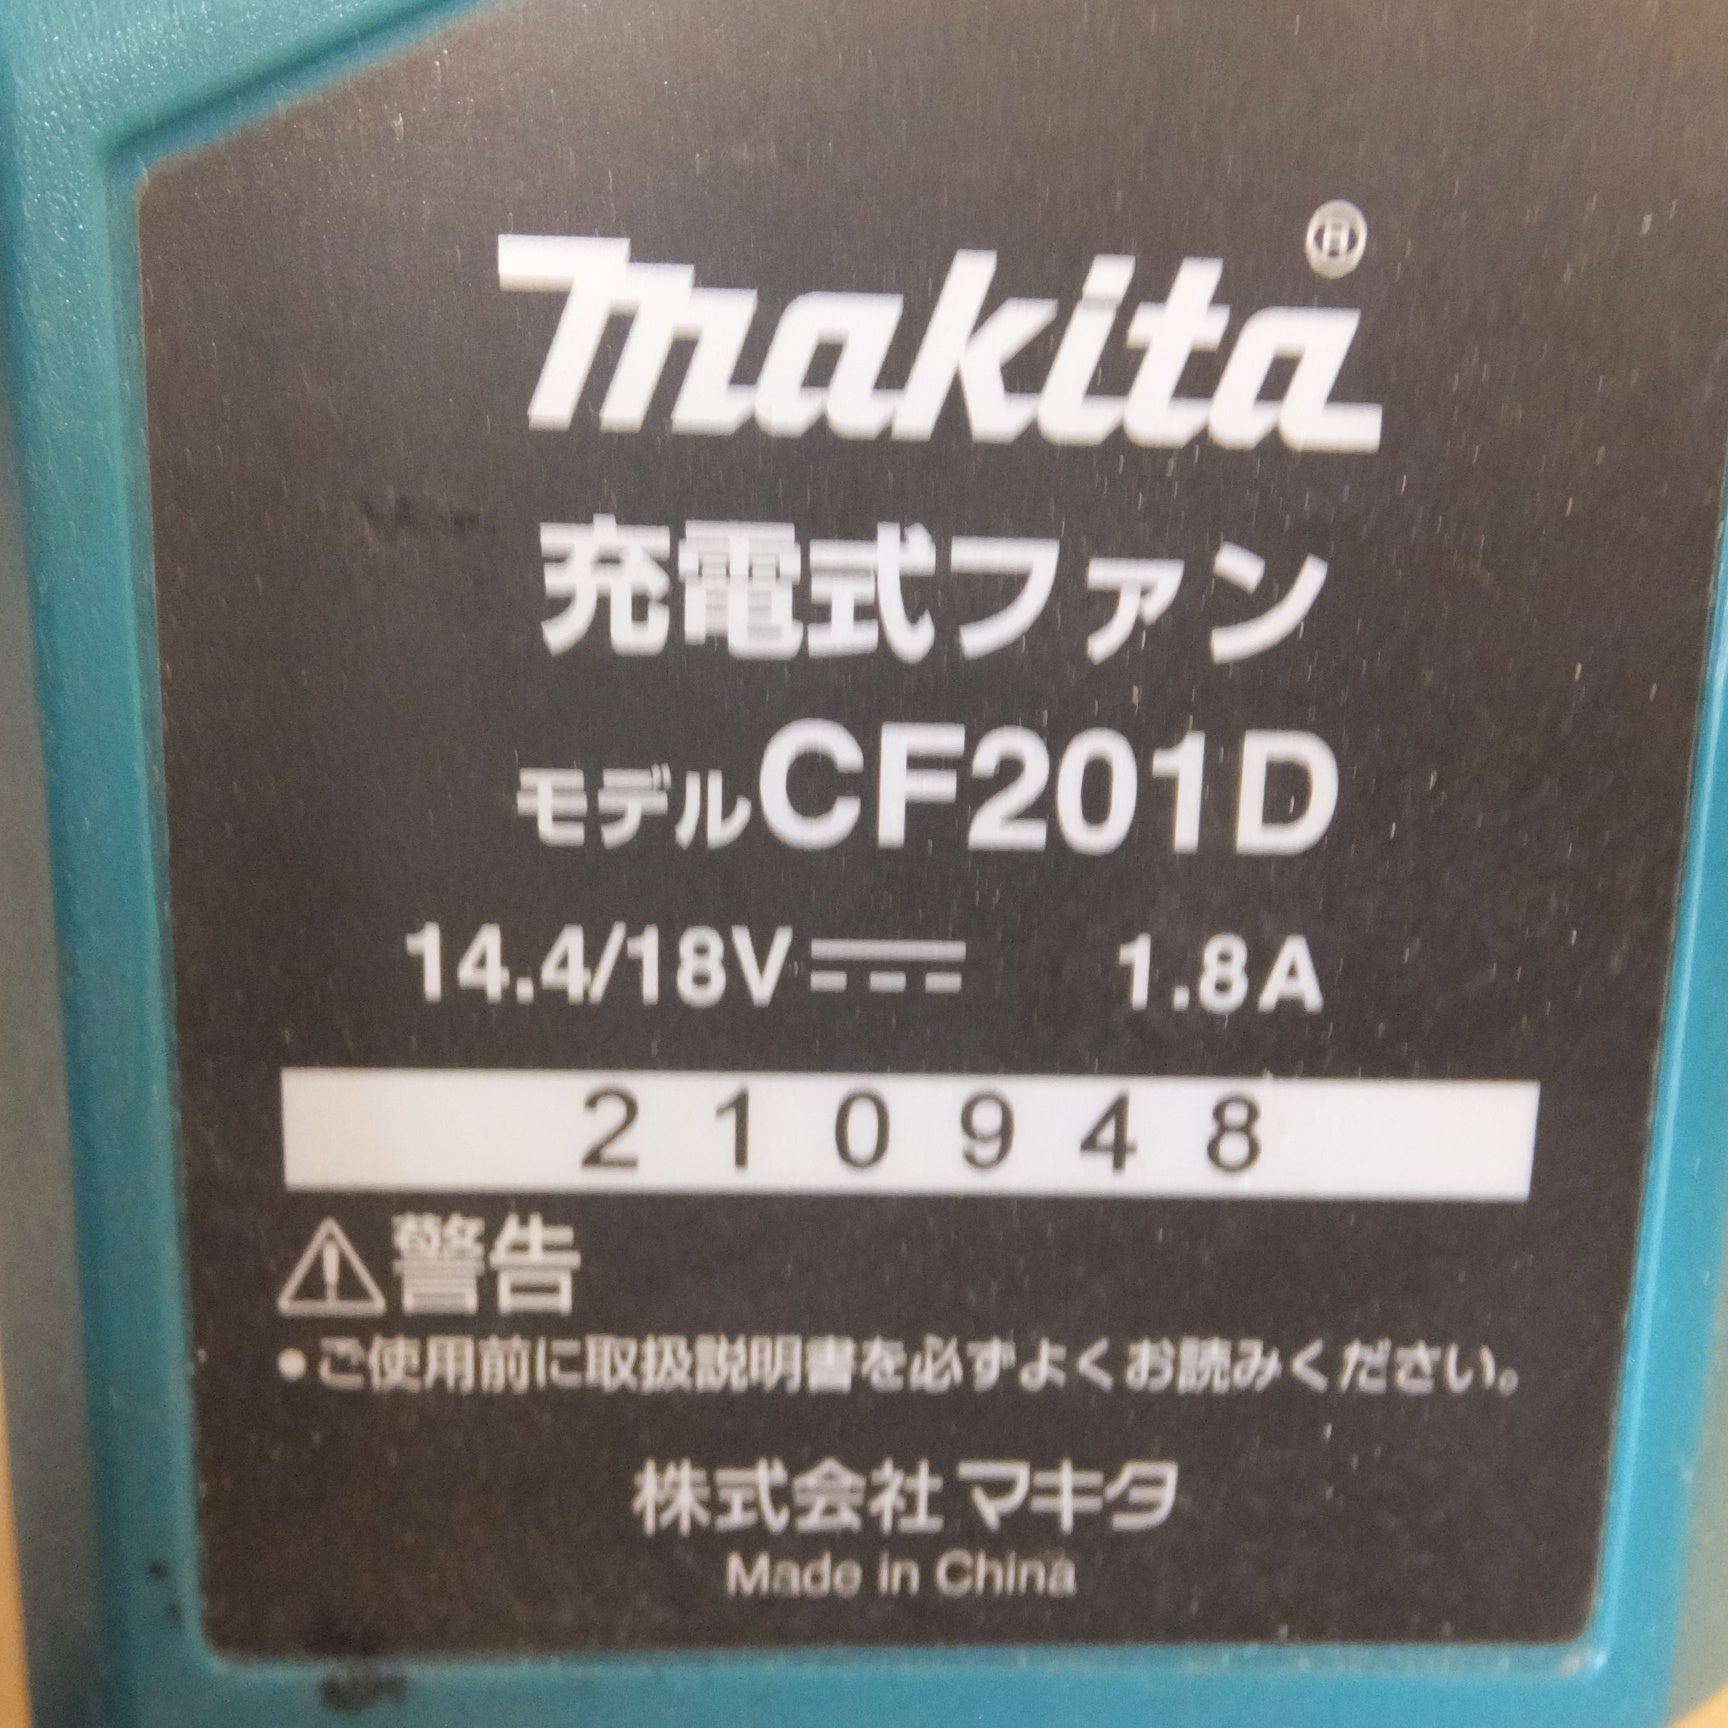 makita®
充電式ファン
モデルCF201D
14.4/18V⎓ 1.8A
210948
⚠警告
●ご使用前に取扱説明書を必ずよくお読みください。
株式会社マキタ
Made in China